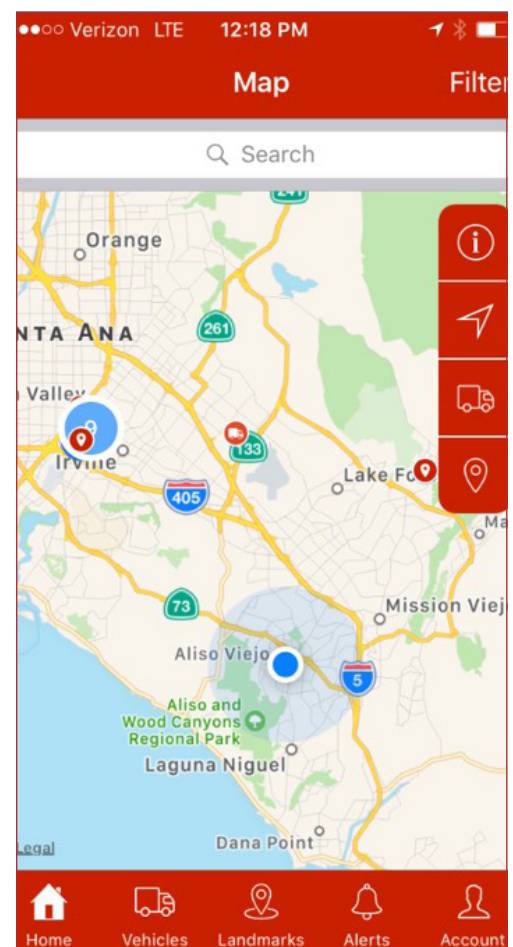 Verizon LTE 12:18 PM
Map
Filter
Search
241
Orange
261
NTA ANA
Valley
133
Irvine
Lake Fo
405
Ma
73
Mission Viej
Aliso Viejo
5
Aliso and
Wood Canyons
Regional Park
Laguna Niguel
Dana Point
Legal
Home Vehicles Landmarks Alerts Account